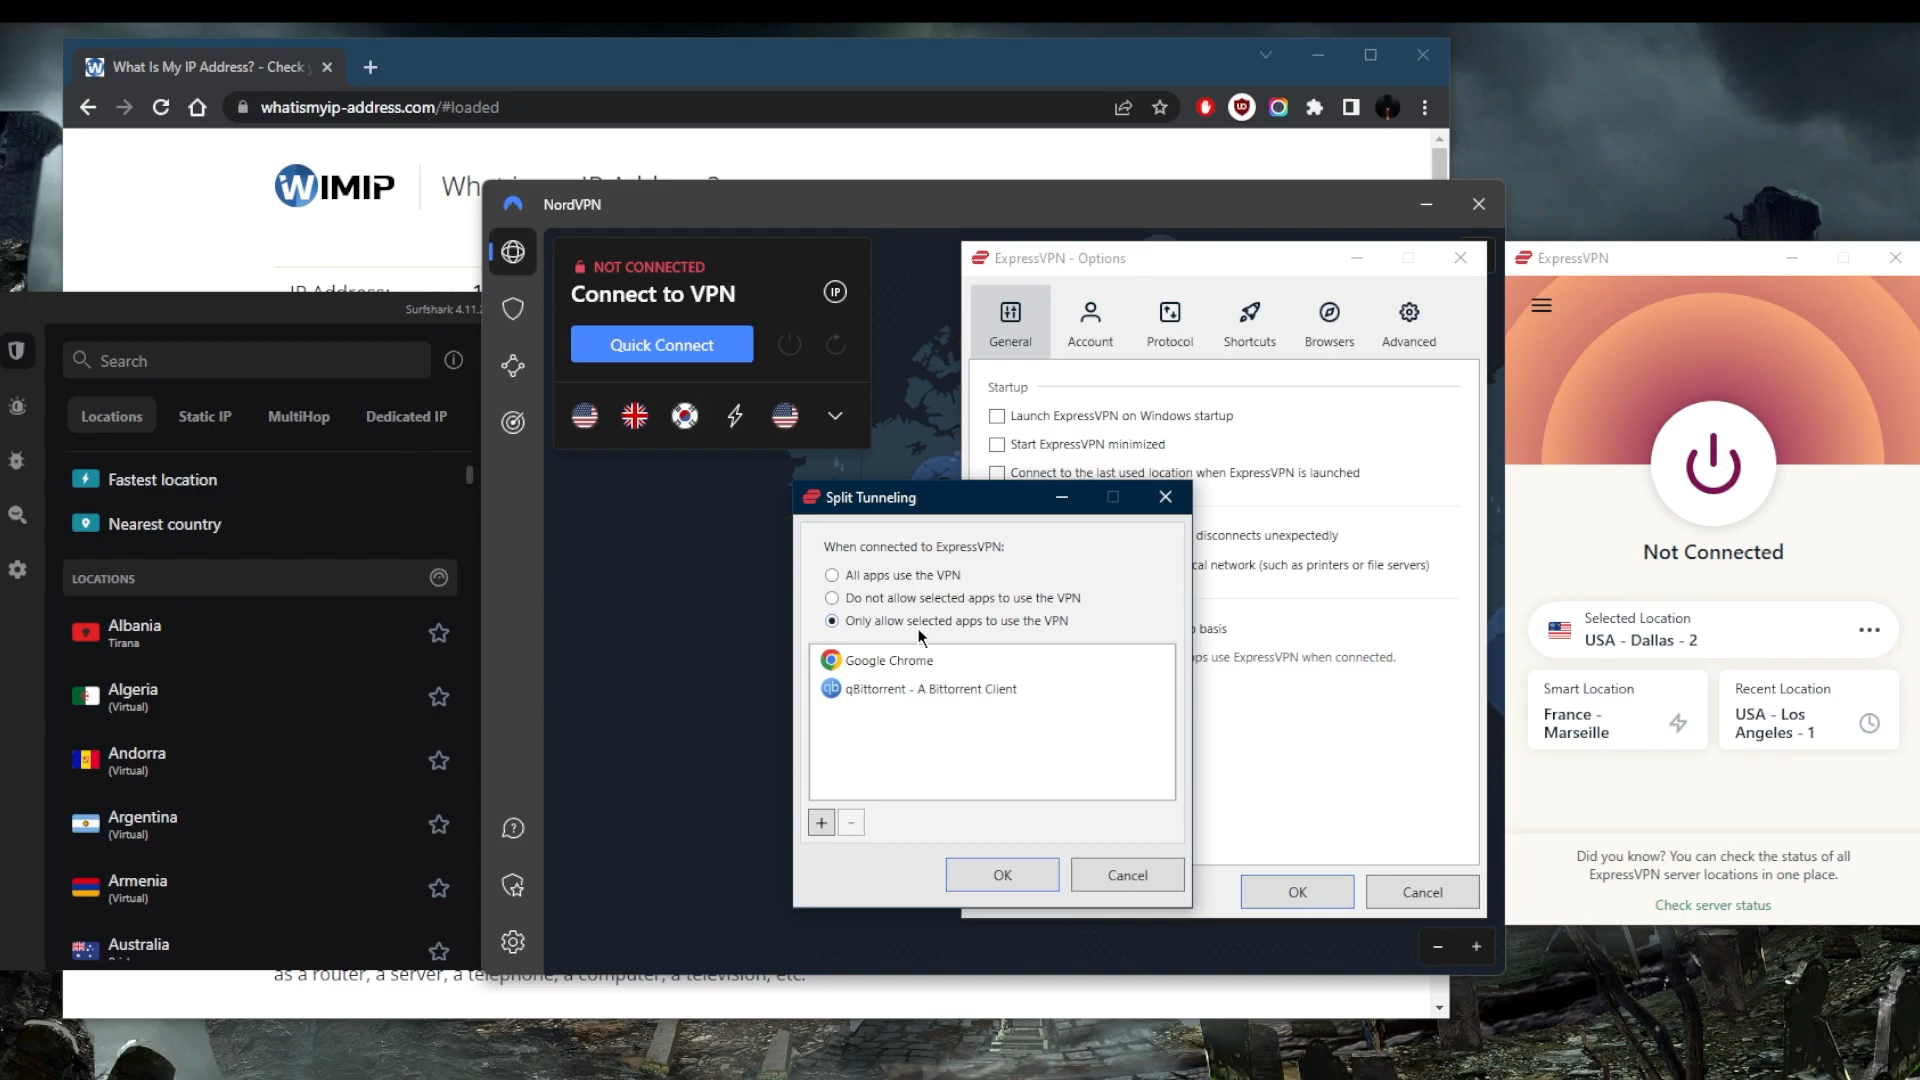 What Is My IP Address? - Check
whatismyip-address.com/#loaded
WIMIP
NordVPN
NOT CONNECTED
Connect to VPN
IP
Quick Connect
Surfshark 4.11.
Search
Locations
Static IP
MultiHop
Dedicated IP
Fastest location
Nearest country
LOCATIONS
Albania
Tirana
Algeria
(Virtual)
Andorra
(Virtual)
Argentina
(Virtual)
Armenia
(Virtual)
Australia
ExpressVPN - Options
General
Account
Protocol
Shortcuts
Browsers
Advanced
Startup
Launch ExpressVPN on Windows startup
Start ExpressVPN minimized
Connect to the last used location when ExpressVPN is launched
disconnects unexpectedly
cal network (such as printers or file servers)
basis
ps use ExpressVPN when connected.
OK
Cancel
Split Tunneling
When connected to ExpressVPN:
All apps use the VPN
Do not allow selected apps to use the VPN
Only allow selected apps to use the VPN
Google Chrome
qb
qBittorrent - A Bittorrent Client
OK
Cancel
ExpressVPN
Not Connected
Selected Location
USA - Dallas - 2
Smart Location
France -
Marseille
Recent Location
USA - Los
Angeles - 1
Did you know? You can check the status of all
ExpressVPN server locations in one place.
Check server status
as a router, a server, a telephone, a computer, a television, etc.